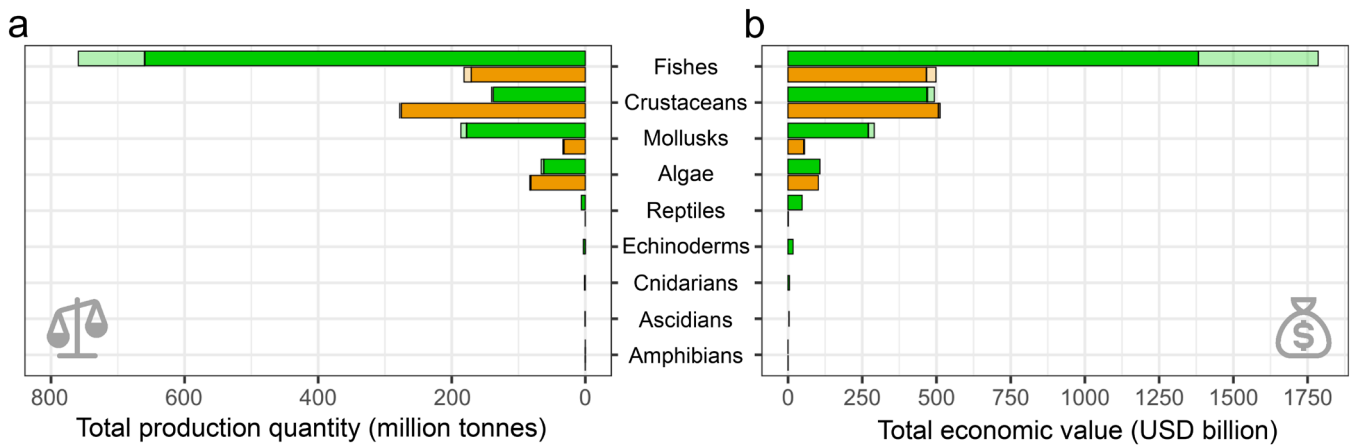 a
b
Fishes
Crustaceans
Mollusks
Algae
Reptiles
Echinoderms
Cnidarians
Ascidians
Amphibians
$
800 600 400 200 0
0 250 500 750 1000 1250 1500 1750
Total production quantity (million tonnes)
Total economic value (USD billion)